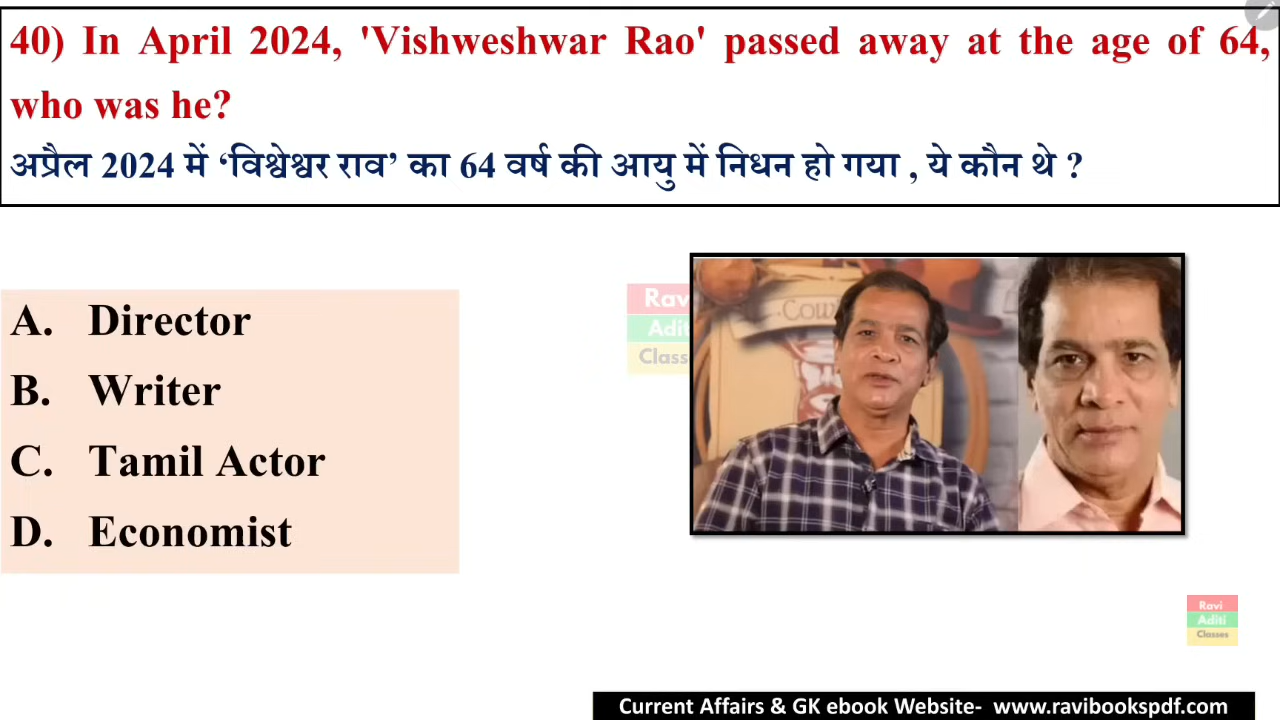 40) In April 2024, 'Vishweshwar Rao' passed away at the age of 64,
who was he?
अप्रैल 2024 में ‘विश्वेश्वर राव’ का 64 वर्ष की आयु में निधन हो गया , ये कौन थे ?
A. Director
B. Writer
C. Tamil Actor
D. Economist
Ravi
Aditi
Classes
Current Affairs & GK ebook Website- www.ravibookspdf.com